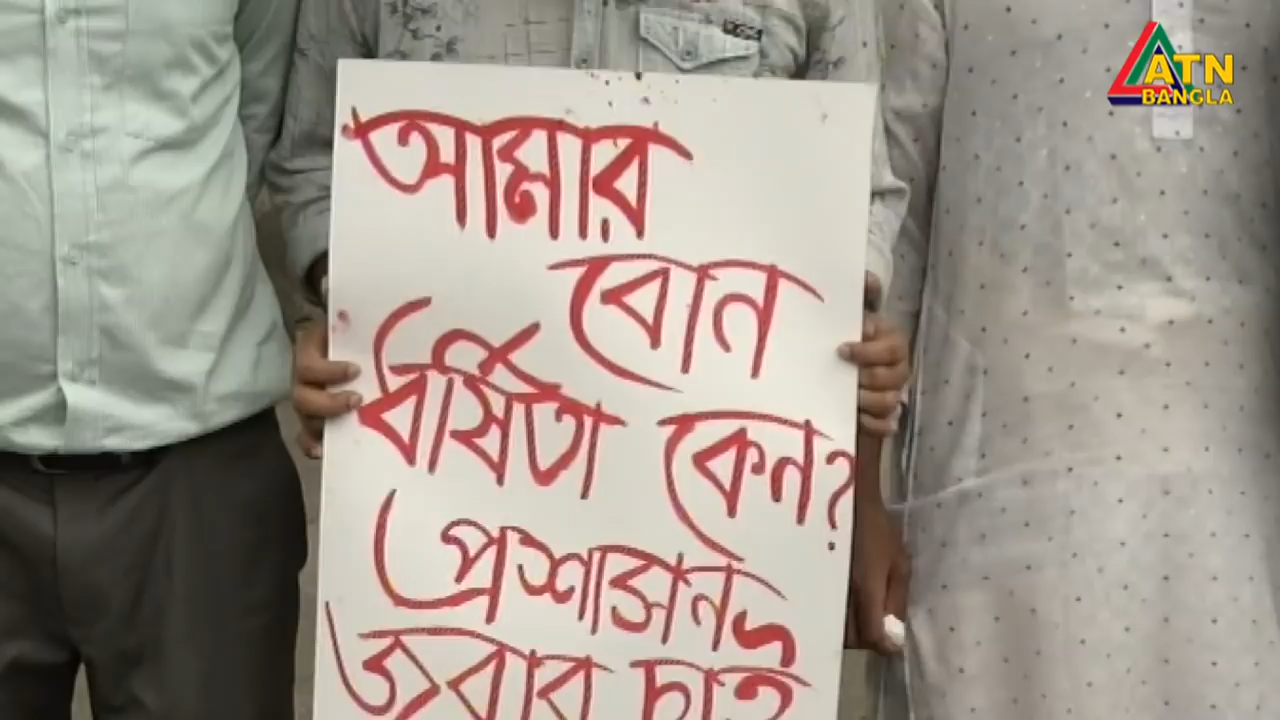 ATN
BANGLA
আমার
বোন
ধর্ষিতা কেন?
প্রশাসন
জবাব চাই